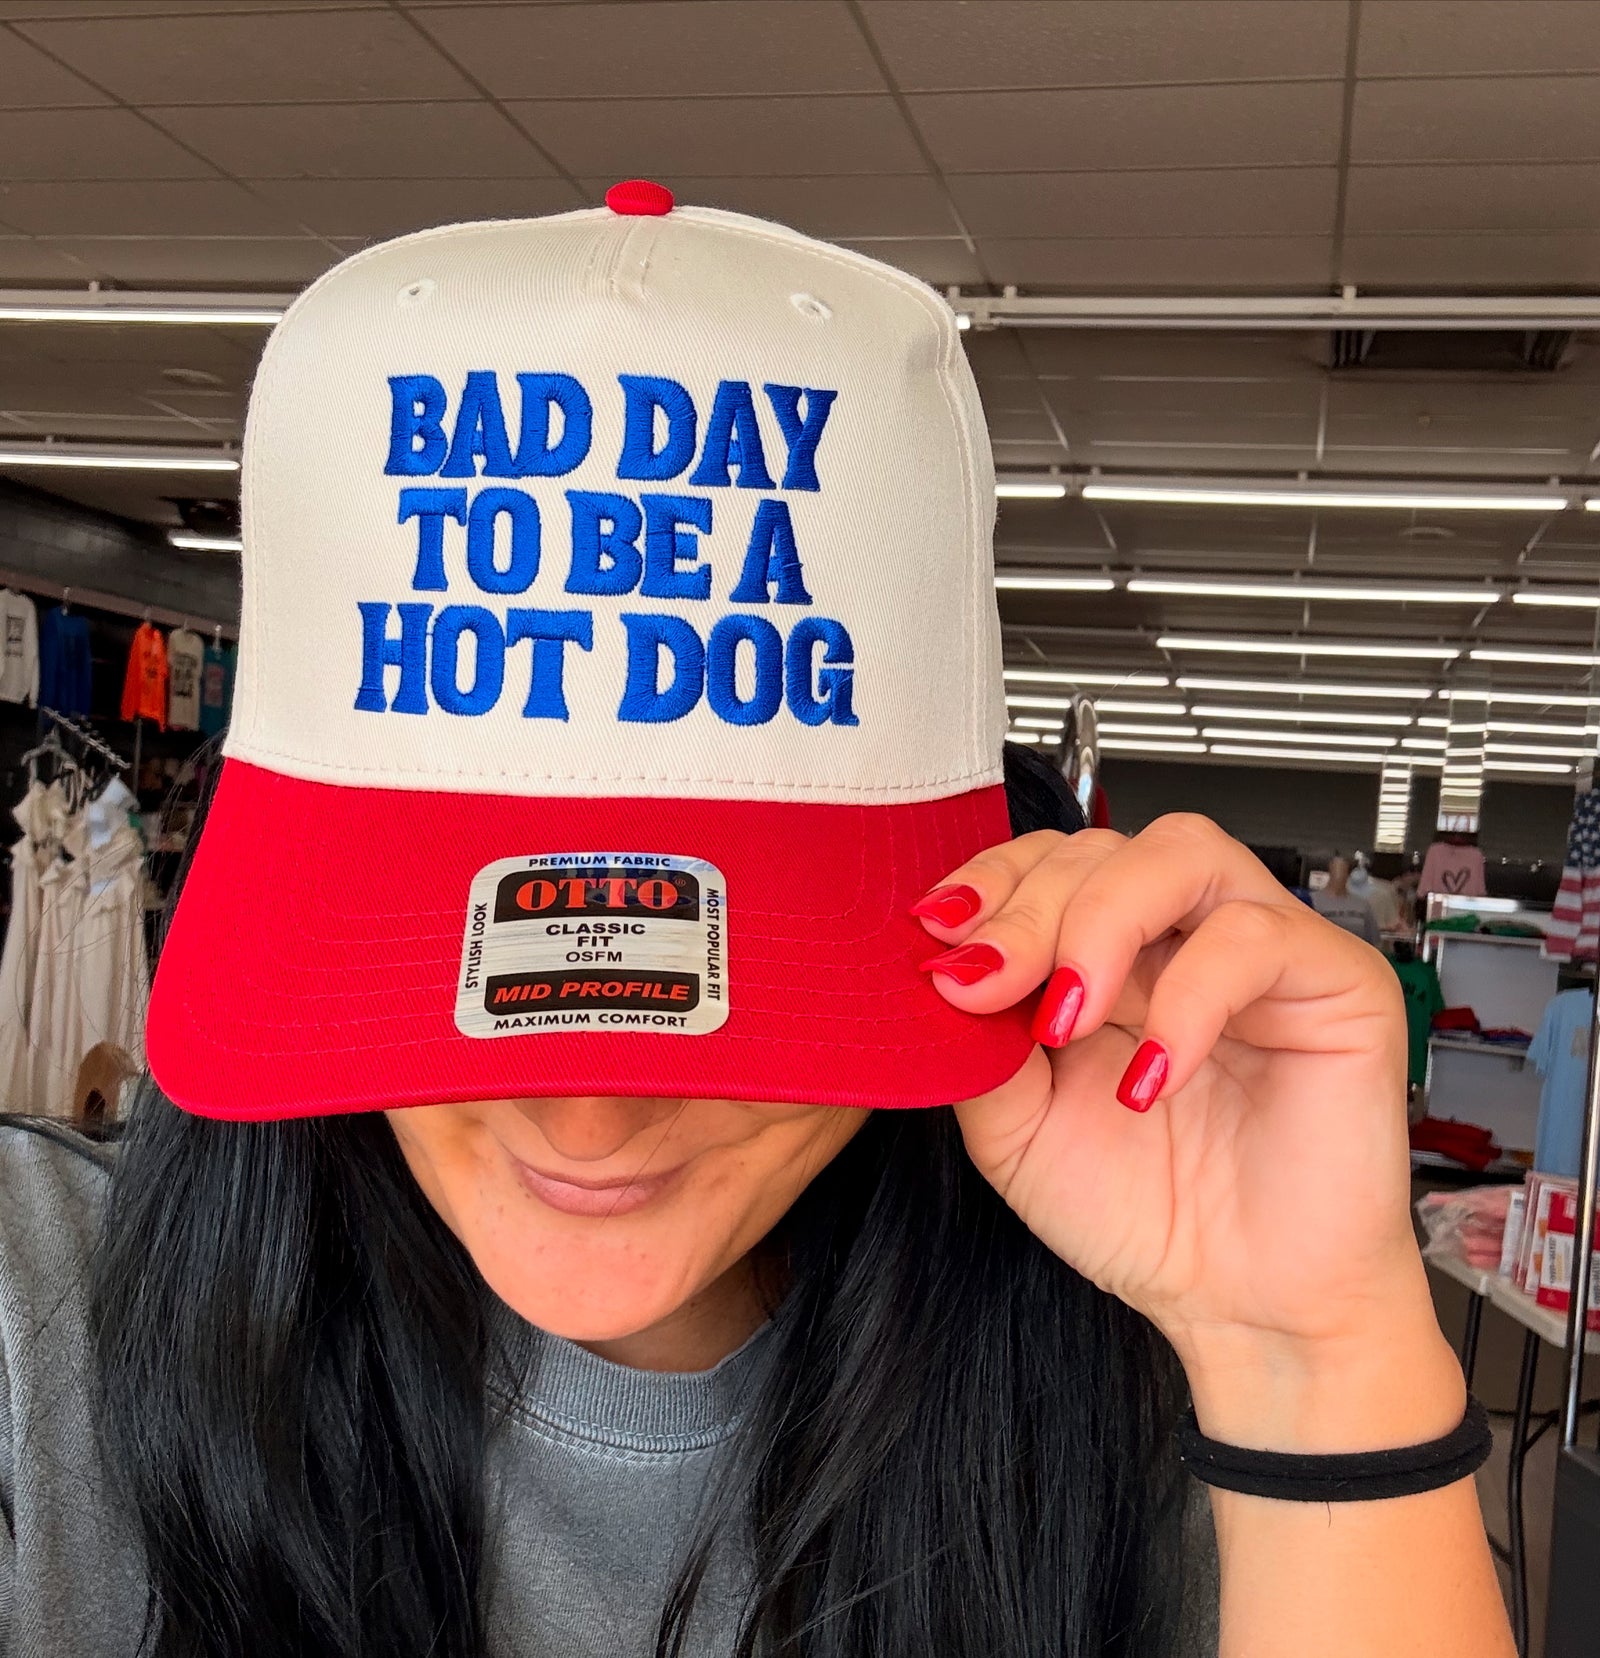 BAD DAY
TO BE A
HOT DOG
PREMIUM FABRIC
OTTO®
CLASSIC
FIT
OSFM
MID PROFILE
MAXIMUM COMFORT
STYLISH LOOK
MOST POPULAR FIT